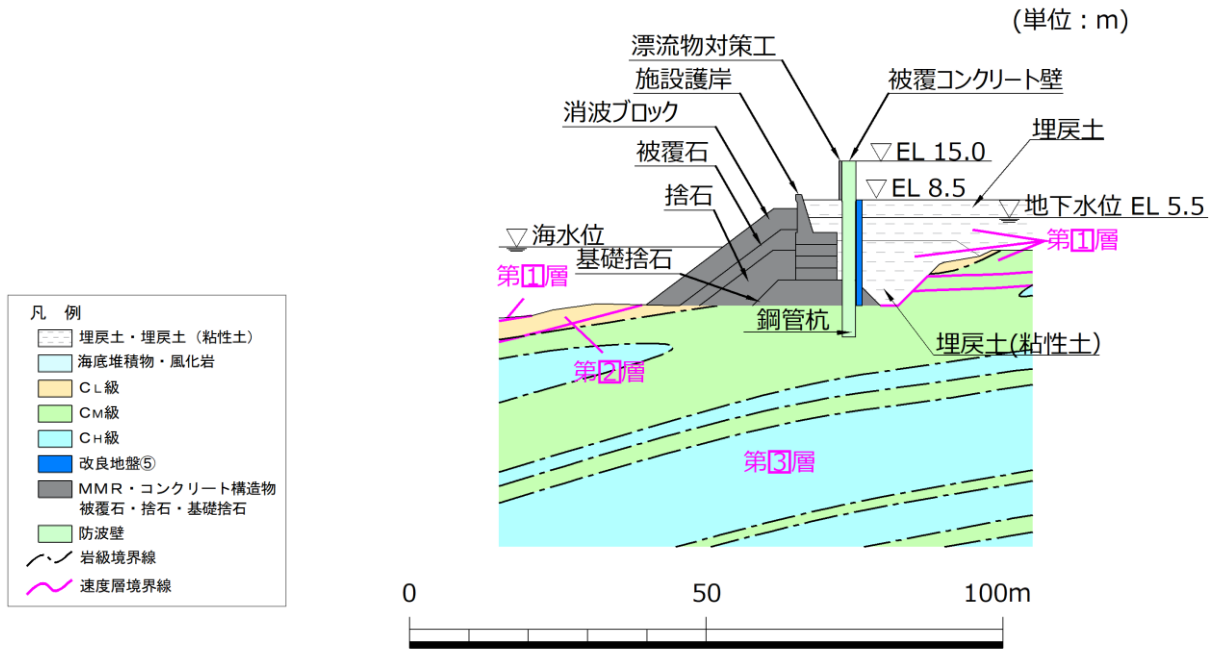 (単位：m)
漂流物対策工
施設護岸
被覆コンクリート壁
消波ブロック
埋戻土
被覆石
EL 15.0
捨石
EL 8.5
地下水位 EL 5.5
海水位
第1層
基礎捨石
第1層
鋼管杭
埋戻土(粘性土)
第2層
第3層
凡 例
埋戻土・埋戻土（粘性土）
海底堆積物・風化岩
CL級
CM級
CH級
改良地盤⑤
MMR・コンクリート構造物
被覆石・捨石・基礎捨石
防波壁
岩級境界線
速度層境界線
0 50 100m